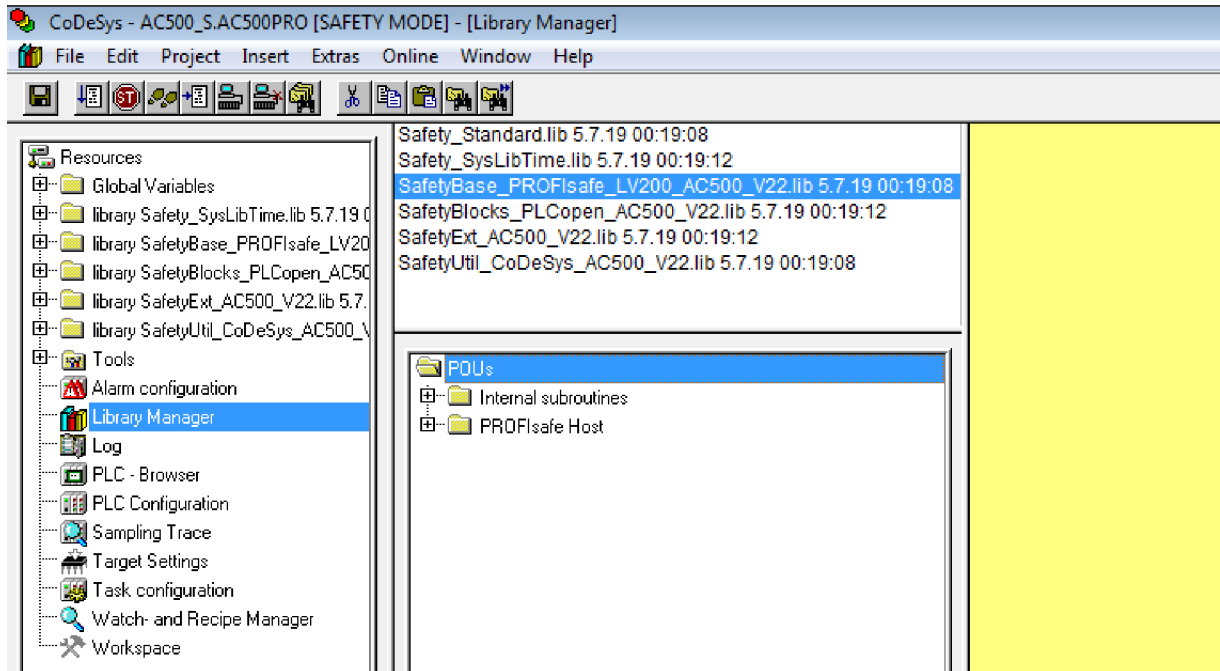 CoDeSys - AC500_S.AC500PRO [SAFETY MODE] - [Library Manager]
File Edit Project Insert Extras Online Window Help
Resources
Global Variables
library Safety_SysLibTime.lib 5.7.19 0
library SafetyBase_PROFIsafe_LV20
library SafetyBlocks_PLCopen_AC50
library SafetyExt_AC500_V22.lib 5.7.
library SafetyUtil_CoDeSys_AC500_V
Tools
Alarm configuration
Library Manager
Log
PLC - Browser
PLC Configuration
Sampling Trace
Target Settings
Task configuration
Watch- and Recipe Manager
Workspace
Safety_Standard.lib 5.7.19 00:19:08
Safety_SysLibTime.lib 5.7.19 00:19:12
SafetyBase_PROFIsafe_LV200_AC500_V22.lib 5.7.19 00:19:08
SafetyBlocks_PLCopen_AC500_V22.lib 5.7.19 00:19:12
SafetyExt_AC500_V22.lib 5.7.19 00:19:12
SafetyUtil_CoDeSys_AC500_V22.lib 5.7.19 00:19:08
POUs
Internal subroutines
PROFIsafe Host